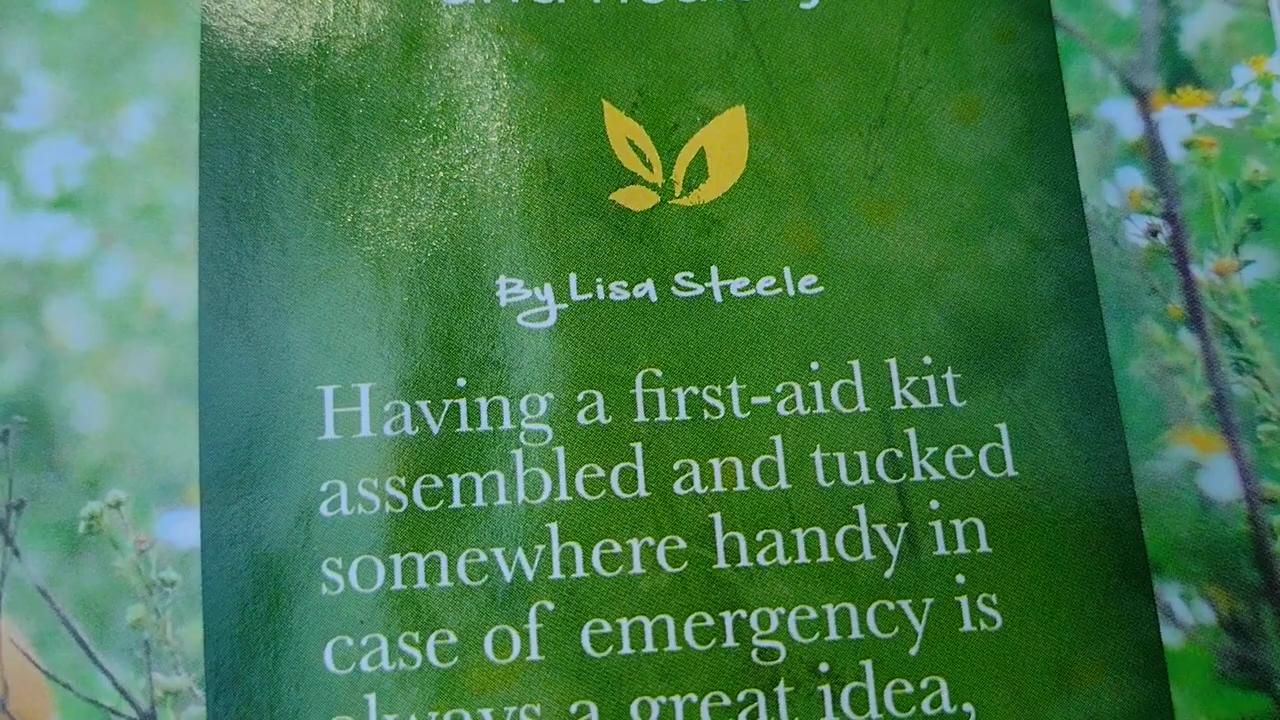 By Lisa Steele
Having a first-aid kit
assembled and tucked
somewhere handy in
case of emergency is
always a great idea,